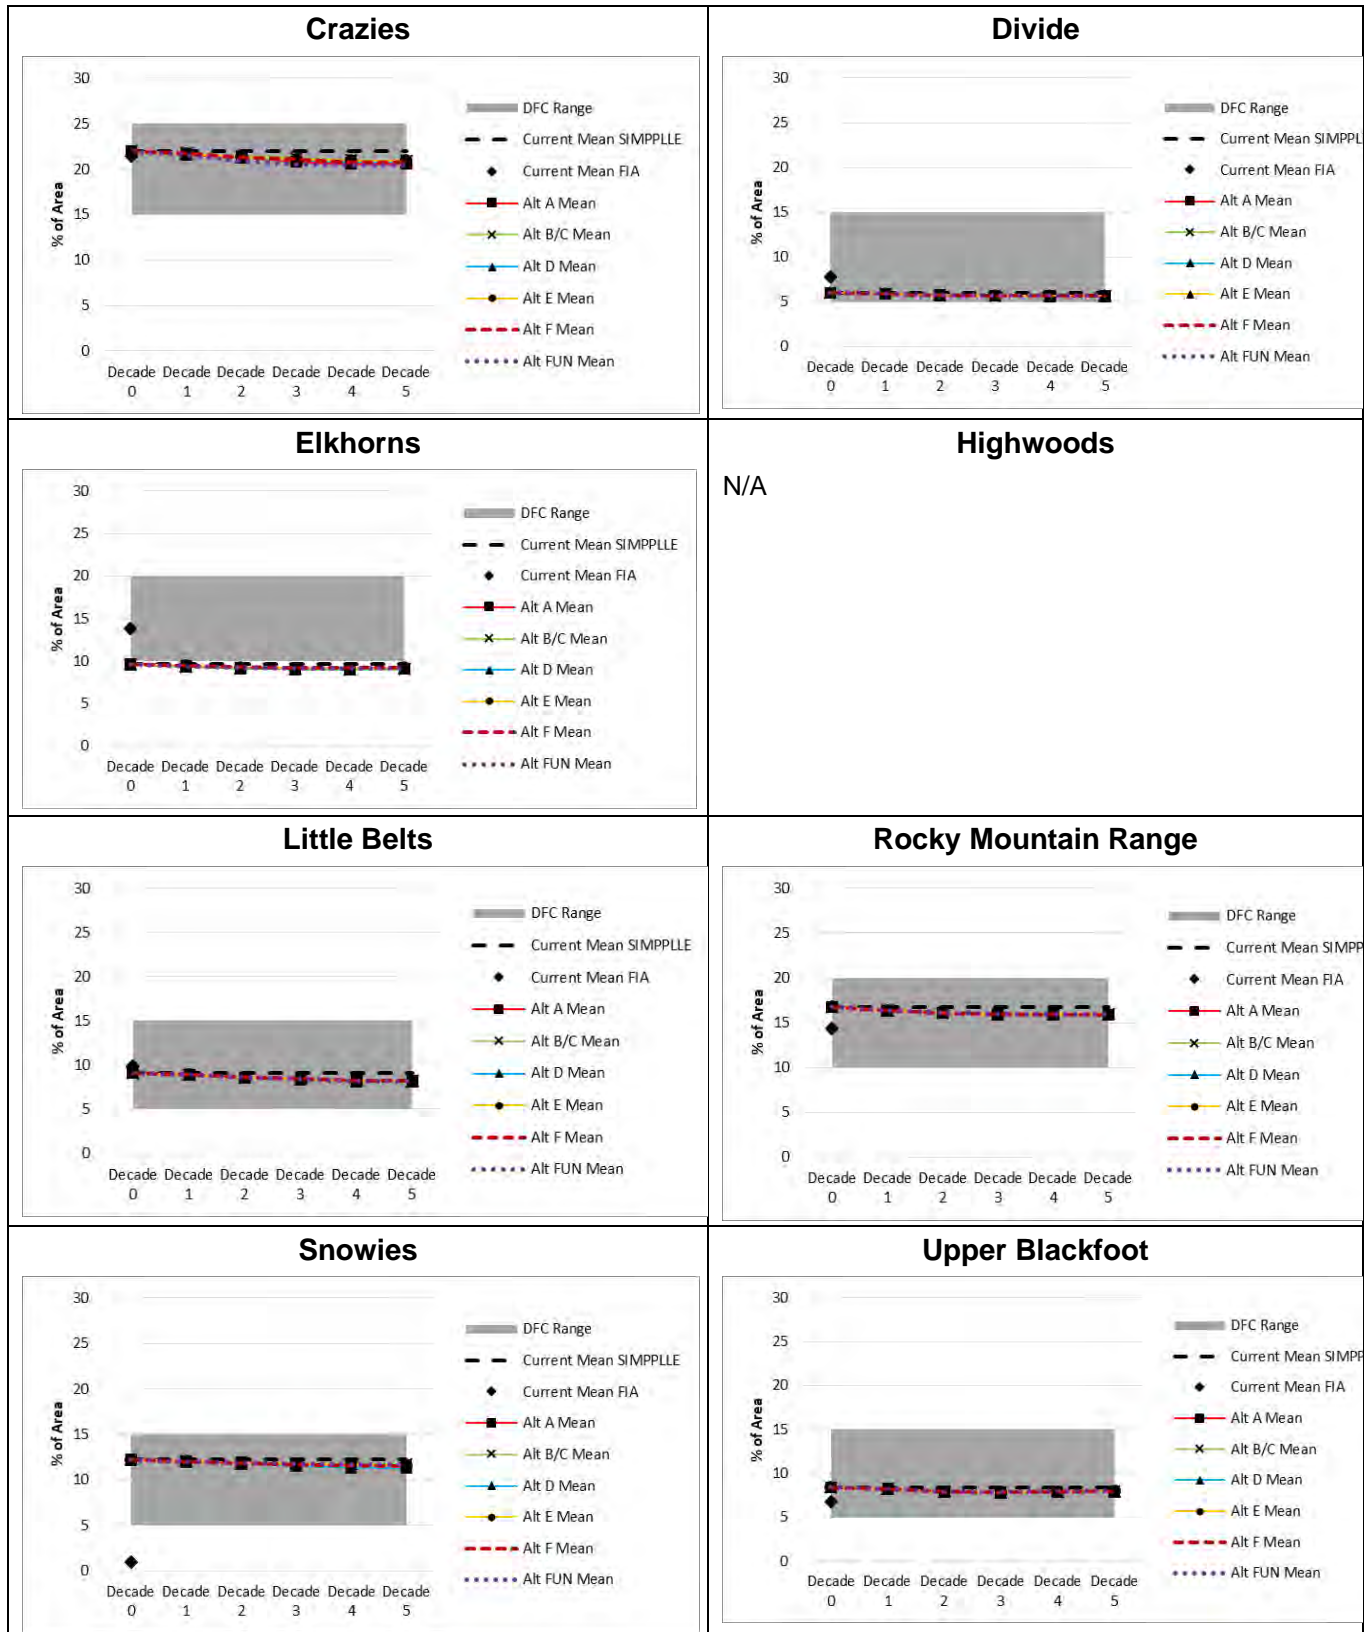 Crazies
30
25
20
15
10
5
0
% of Area
Decade 0
Decade 1
Decade 2
Decade 3
Decade 4
Decade 5
DFC Range
Current Mean SIMPPLLE
Current Mean FIA
Alt A Mean
Alt B/C Mean
Alt D Mean
Alt E Mean
Alt F Mean
Alt FUN Mean
Divide
30
25
20
15
10
5
0
% of Area
Decade 0
Decade 1
Decade 2
Decade 3
Decade 4
Decade 5
DFC Range
Current Mean SIMPPL
Current Mean FIA
Alt A Mean
Alt B/C Mean
Alt D Mean
Alt E Mean
Alt F Mean
Alt FUN Mean
Elkhorns
30
25
20
15
10
5
0
% of Area
Decade 0
Decade 1
Decade 2
Decade 3
Decade 4
Decade 5
DFC Range
Current Mean SIMPPLLE
Current Mean FIA
Alt A Mean
Alt B/C Mean
Alt D Mean
Alt E Mean
Alt F Mean
Alt FUN Mean
Highwoods
N/A
Little Belts
30
25
20
15
10
5
0
% of Area
Decade 0
Decade 1
Decade 2
Decade 3
Decade 4
Decade 5
DFC Range
Current Mean SIMPPLLE
Current Mean FIA
Alt A Mean
Alt B/C Mean
Alt D Mean
Alt E Mean
Alt F Mean
Alt FUN Mean
Rocky Mountain Range
30
25
20
15
10
5
0
% of Area
Decade 0
Decade 1
Decade 2
Decade 3
Decade 4
Decade 5
DFC Range
Current Mean SIMPP
Current Mean FIA
Alt A Mean
Alt B/C Mean
Alt D Mean
Alt E Mean
Alt F Mean
Alt FUN Mean
Snowies
30
25
20
15
10
5
0
% of Area
Decade 0
Decade 1
Decade 2
Decade 3
Decade 4
Decade 5
DFC Range
Current Mean SIMPPLLE
Current Mean FIA
Alt A Mean
Alt B/C Mean
Alt D Mean
Alt E Mean
Alt F Mean
Alt FUN Mean
Upper Blackfoot
30
25
20
15
10
5
0
% of Area
Decade 0
Decade 1
Decade 2
Decade 3
Decade 4
Decade 5
DFC Range
Current Mean SIMPP
Current Mean FIA
Alt A Mean
Alt B/C Mean
Alt D Mean
Alt E Mean
Alt F Mean
Alt FUN Mean